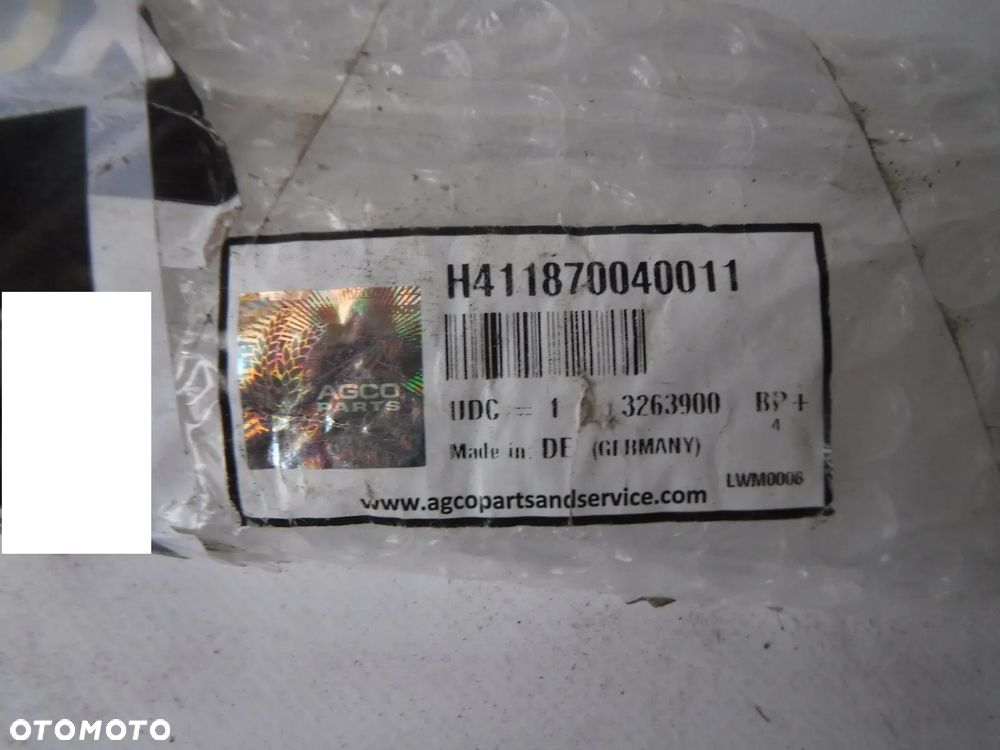 H411870040011
AGCO
PARTS
UDC = 1 3263900 BP +
4
Made in: DE (GERMANY)
LWM0006
www.agcopartsandservice.com
OTOMOTO